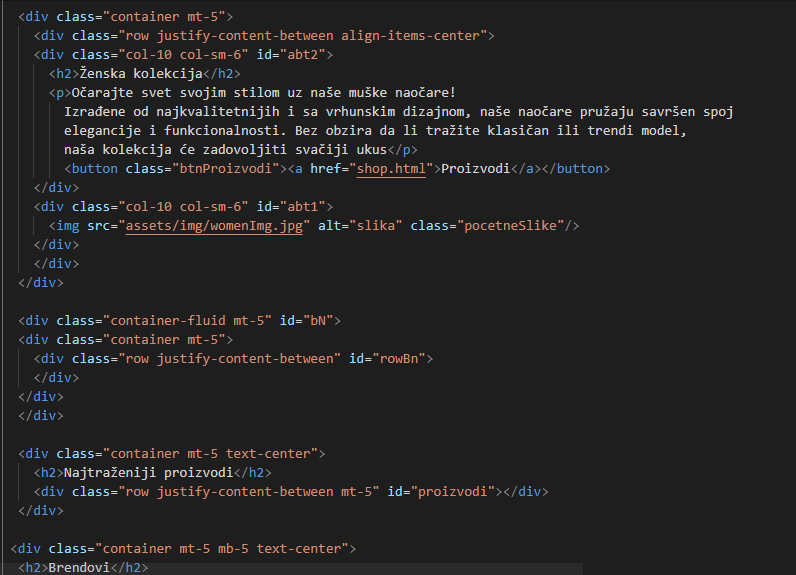 <div class="container mt-5">
<div class="row justify-content-between align-items-center">
<div class="col-10 col-sm-6" id="abt2">
<h2>Ženska kolekcija</h2>
<p>Očarajte svet svojim stilom uz naše muške naočare!
Izrađene od najkvalitetnijih i sa vrhunskim dizajnom, naše naočare pružaju savršen spoj
elegancije i funkcionalnosti. Bez obzira da li tražite klasičan ili trendi model,
naša kolekcija će zadovoljiti svačiji ukus</p>
<button class="btnProizvodi"><a href="shop.html">Proizvodi</a></button>
</div>
<div class="col-10 col-sm-6" id="abt1">
<img src="assets/img/womenImg.jpg" alt="slika" class="pocetneSlike"/>
</div>
</div>
</div>
<div class="container-fluid mt-5" id="bN">
<div class="container mt-5">
<div class="row justify-content-between" id="rowBn">
</div>
</div>
</div>
<div class="container mt-5 text-center">
<h2>Najtraženiji proizvodi</h2>
<div class="row justify-content-between mt-5" id="proizvodi"></div>
</div>
<div class="container mt-5 mb-5 text-center">
<h2>Brendovi</h2>